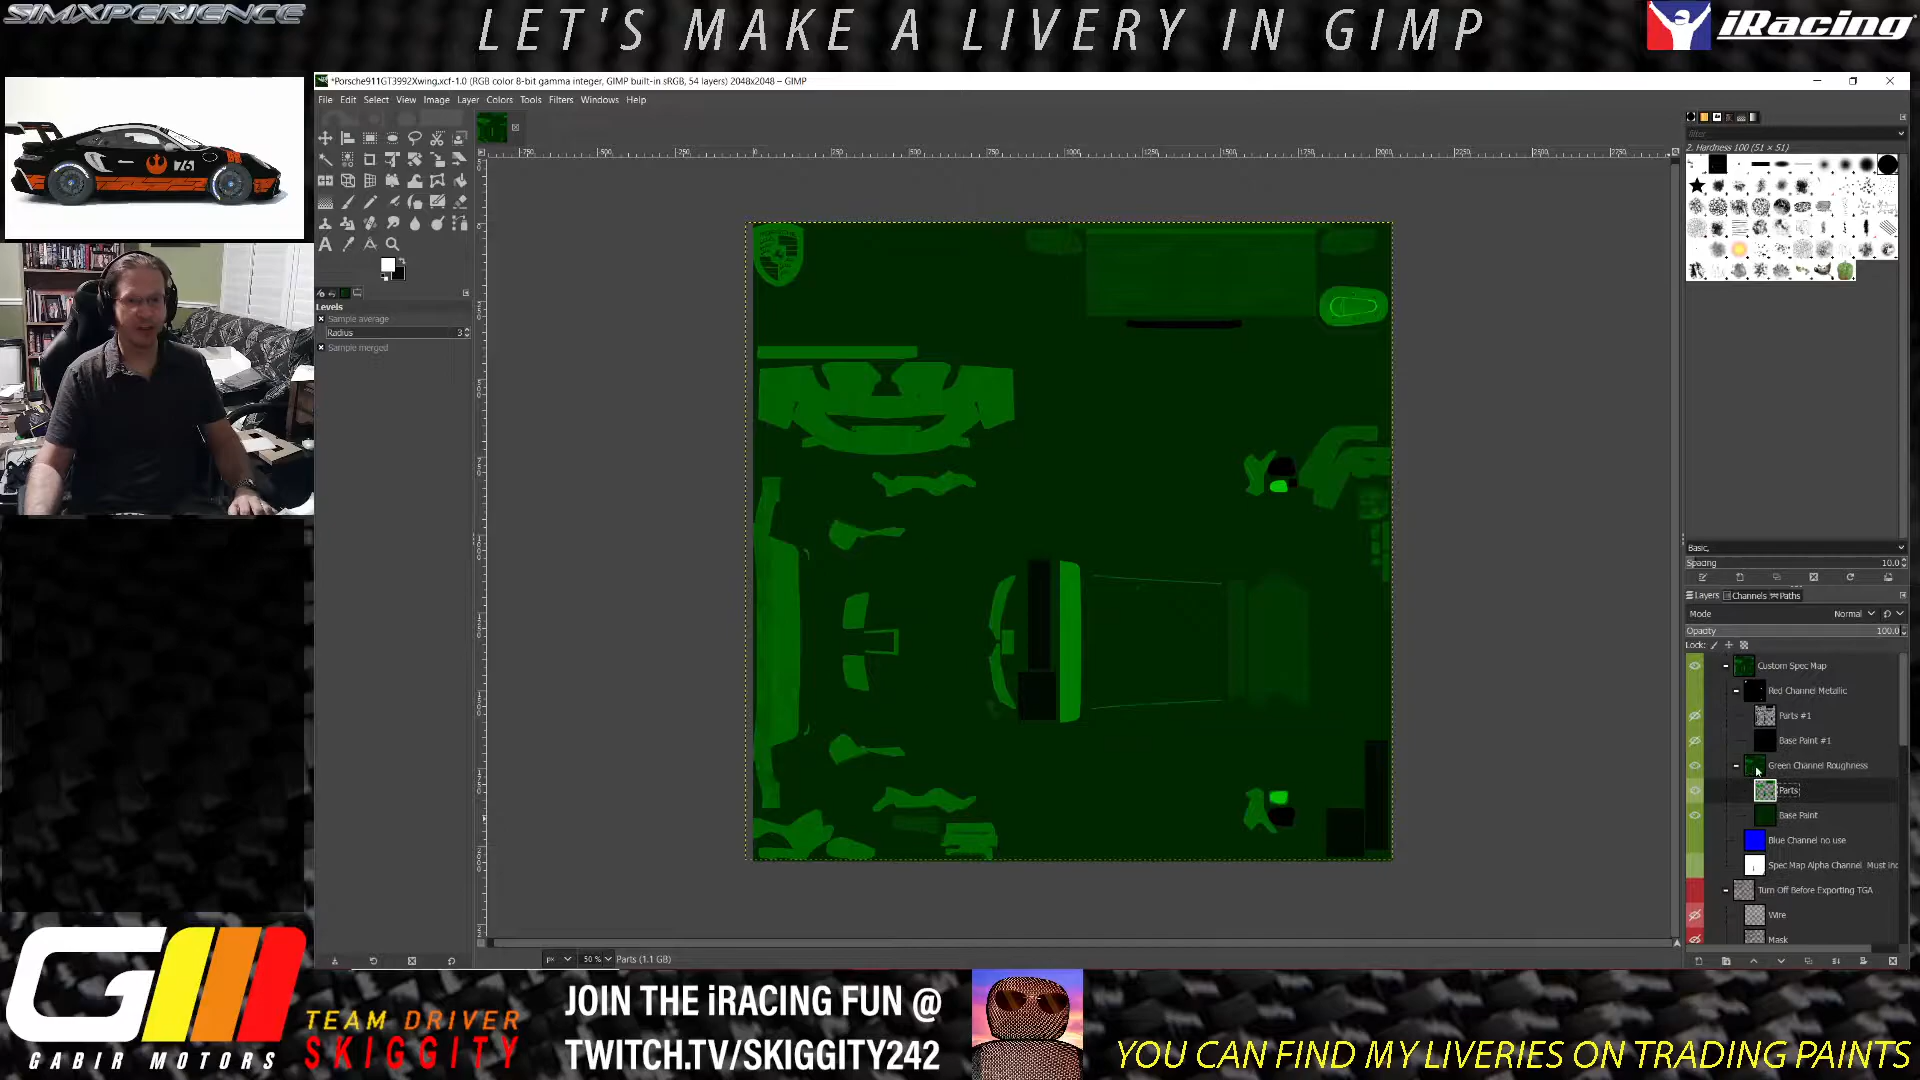 SIMXPERIENCE
LET'S MAKE A LIVERY IN GIMP
iRacing
*Porsche911GT3992Xwing.xcf-1.0 (RGB color 8-bit gamma integer, GIMP built-in sRGB, 54 layers) 2048x2048 – GIMP
File Edit Select View Image Layer Colors Tools Filters Windows Help
filter
2. Hardness 100 (51 × 51)
76
Levels
Sample average
Radius 3
Sample merged
Basic,
Spacing 10.0
Layers Channels Paths
Mode Normal
Opacity 100.0
Lock:
Custom Spec Map
Red Channel Metallic
Parts #1
Base Paint #1
Green Channel Roughness
Parts
Base Paint
Blue Channel no use
Spec Map Alpha Channel Must inc
Turn Off Before Exporting TGA
Wire
Mask
px 50 % Parts (1.1 GB)
GABIR MOTORS
TEAM DRIVER
SKIGGITY
JOIN THE iRACING FUN @
TWITCH.TV/SKIGGITY242
YOU CAN FIND MY LIVERIES ON TRADING PAINTS